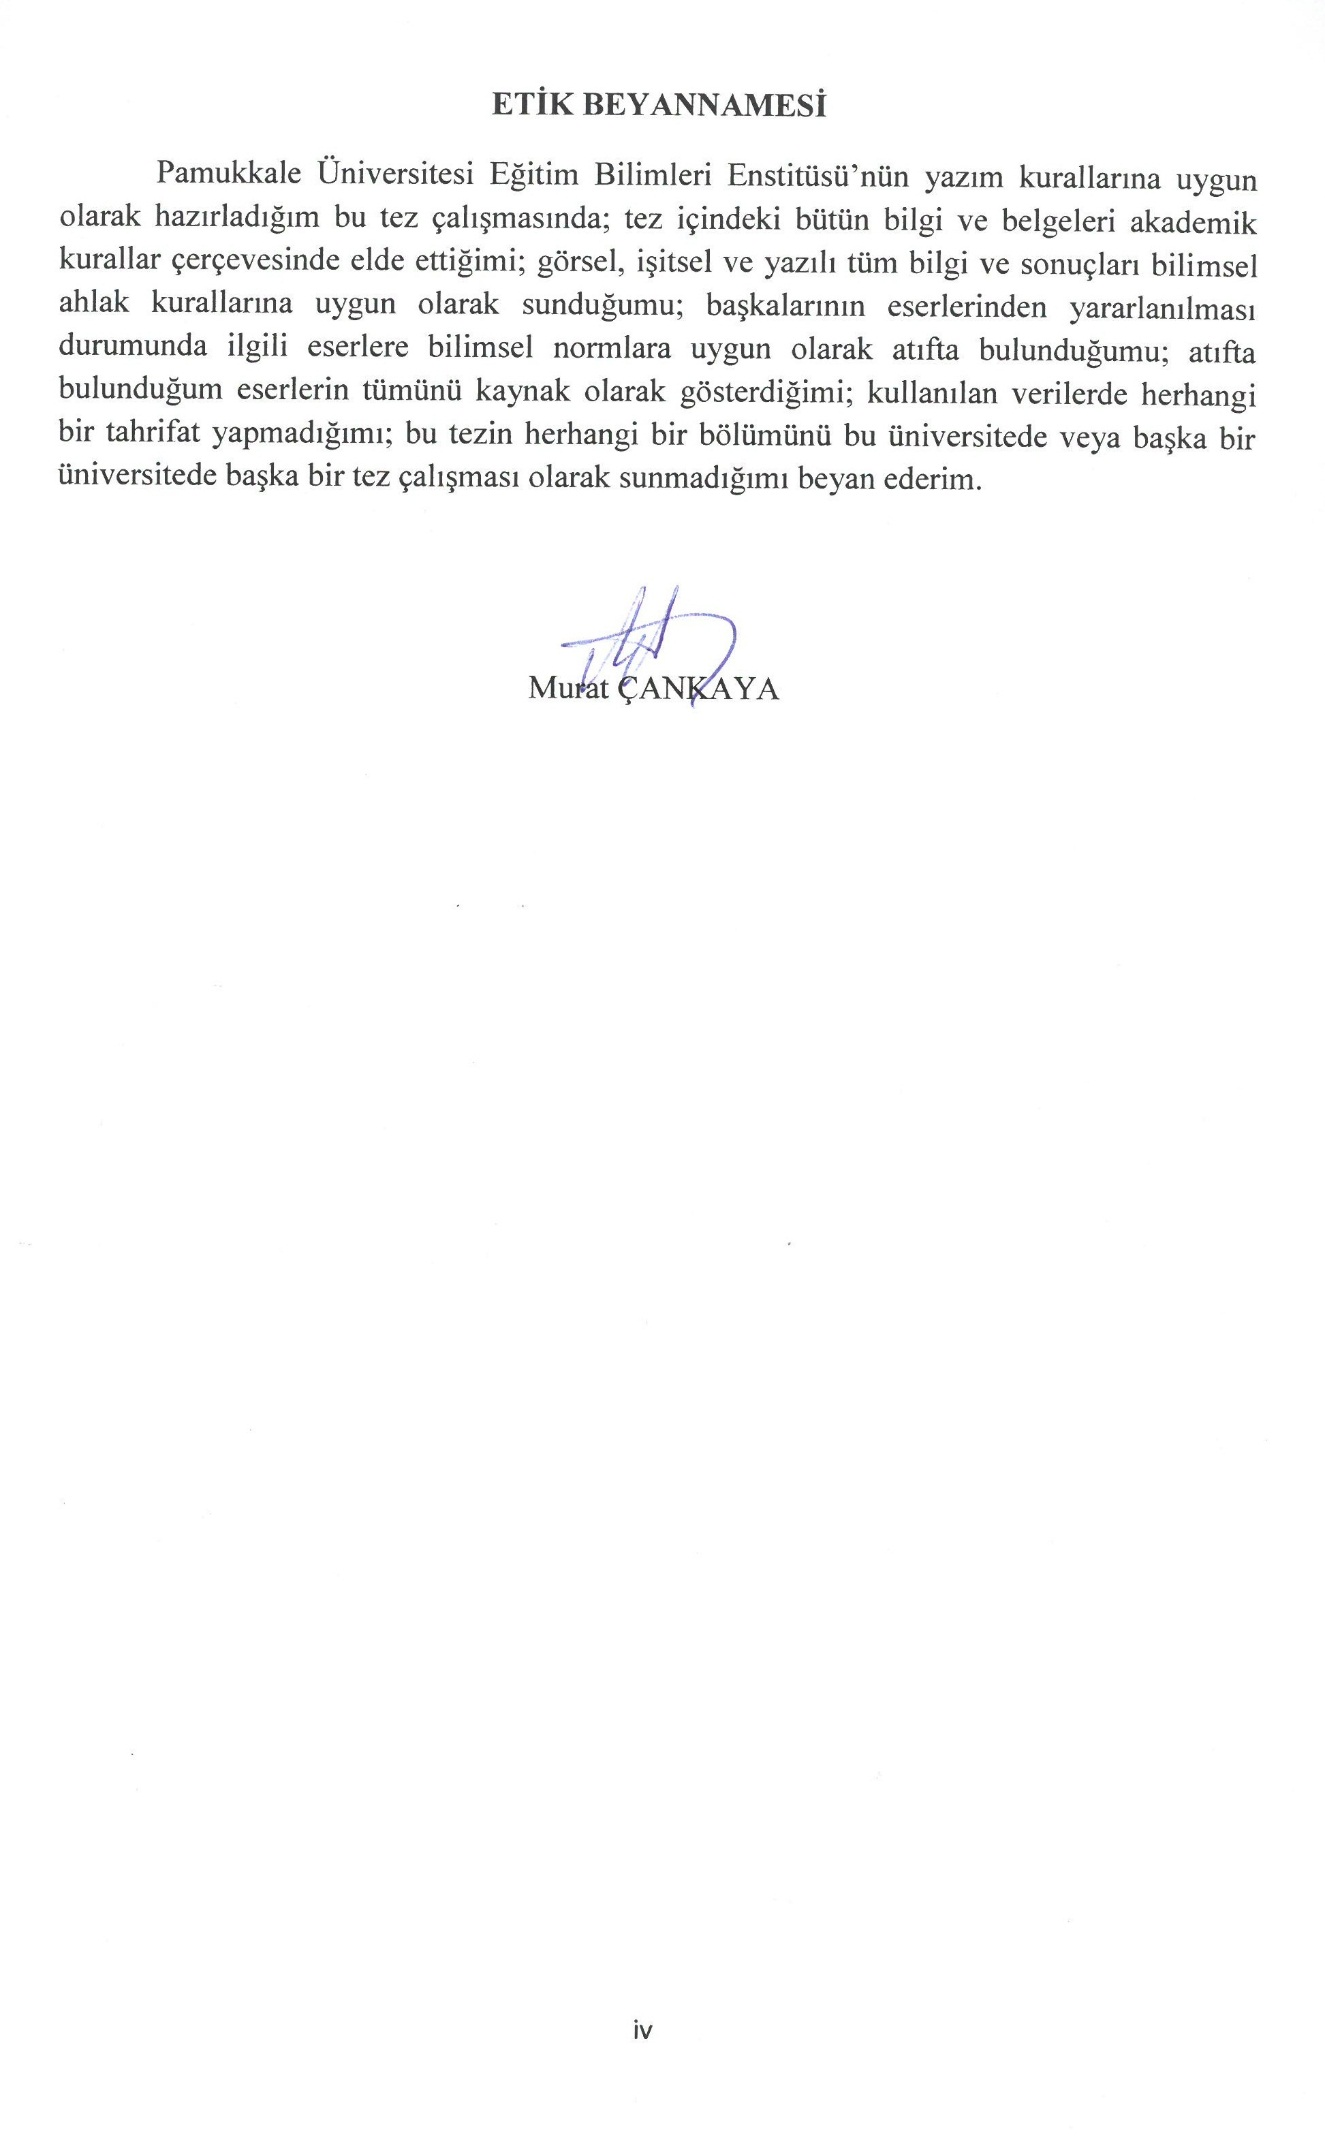 ETİK BEYANNAMESİ
Pamukkale Üniversitesi Eğitim Bilimleri Enstitüsü’nün yazım kurallarına uygun
olarak hazırladığım bu tez çalışmasında; tez içindeki bütün bilgi ve belgeleri akademik
kurallar çerçevesinde elde ettiğimi; görsel, işitsel ve yazılı tüm bilgi ve sonuçları bilimsel
ahlak kurallarına uygun olarak sunduğumu; başkalarının eserlerinden yararlanılması
durumunda ilgili eserlere bilimsel normlara uygun olarak atıfta bulunduğumu; atıfta
bulunduğum eserlerin tümünü kaynak olarak gösterdiğimi; kullanılan verilerde herhangi
bir tahrifat yapmadığımı; bu tezin herhangi bir bölümünü bu üniversitede veya başka bir
üniversitede başka bir tez çalışması olarak sunmadığımı beyan ederim.
Murat ÇANKAYA
iv